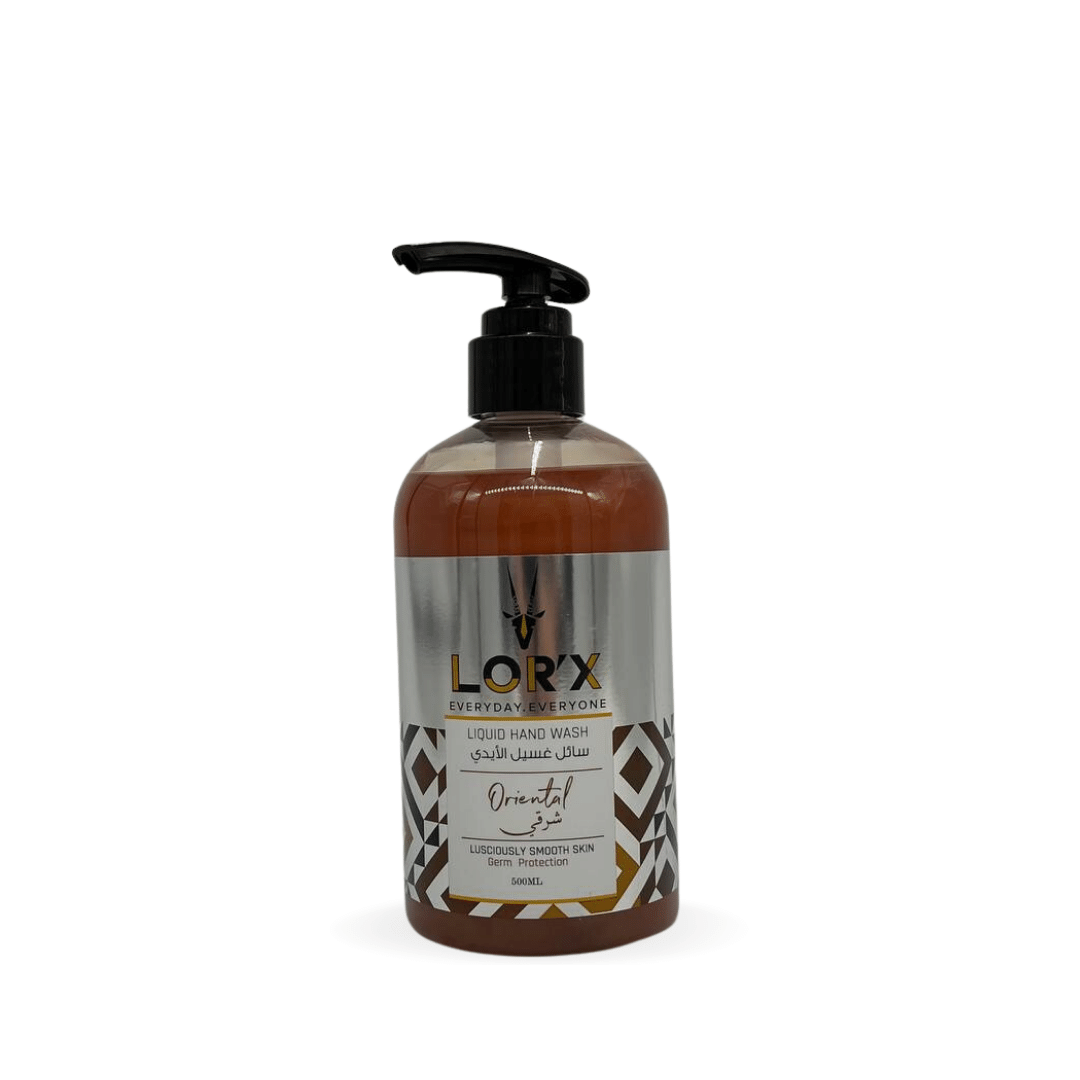 LOR'X
EVERYDAY.EVERYONE
LIQUID HAND WASH
سائل غسيل الأيدي
Oriental
شرقي
LUSCIOUSLY SMOOTH SKIN
Germ Protection
500ML